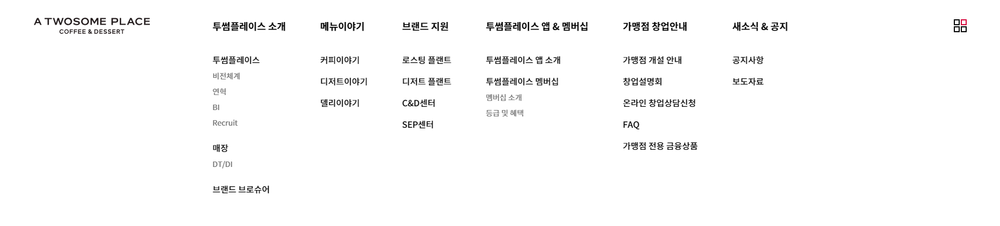 A TWOSOME PLACE
COFFEE & DESSERT
투썸플레이스 소개
투썸플레이스
비전체계
연혁
BI
Recruit
매장
DT/DI
브랜드 브로슈어
메뉴이야기
커피이야기
디저트이야기
델리이야기
브랜드 지원
로스팅 플랜트
디저트 플랜트
C&D센터
SEP센터
투썸플레이스 앱 & 멤버십
투썸플레이스 앱 소개
투썸플레이스 멤버십
멤버십 소개
등급 및 혜택
가맹점 창업안내
가맹점 개설 안내
창업설명회
온라인 창업상담신청
FAQ
가맹점 전용 금융상품
새소식 & 공지
공지사항
보도자료